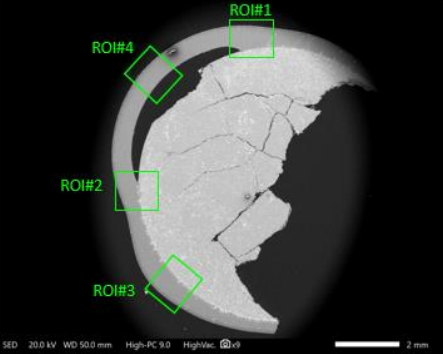 ROI#1
ROI#4
ROI#2
ROI#3
SED 20.0 kV WD 50.0 mm High-PC 9.0 HighVac. x9 2 mm